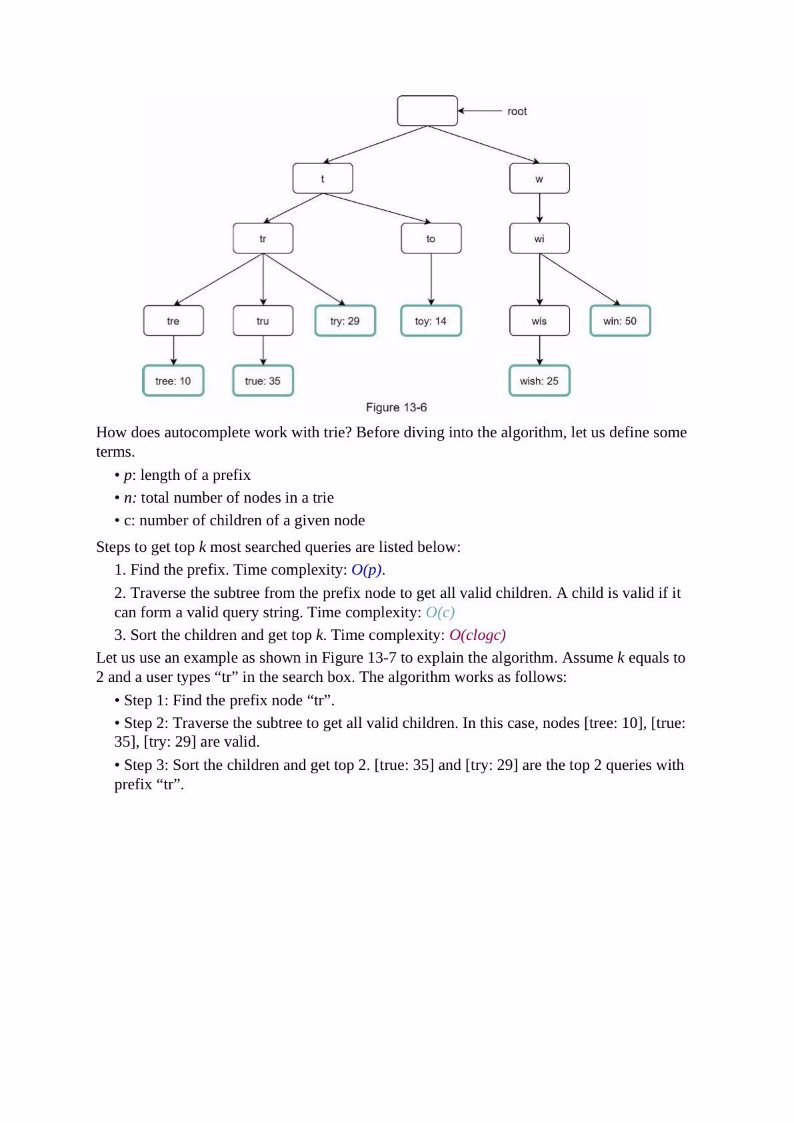 root
t
w
tr
to
wi
tre
tru
try: 29
toy: 14
wis
win: 50
tree: 10
true: 35
wish: 25
Figure 13-6
How does autocomplete work with trie? Before diving into the algorithm, let us define some
terms.
• p: length of a prefix
• n: total number of nodes in a trie
• c: number of children of a given node
Steps to get top k most searched queries are listed below:
1. Find the prefix. Time complexity: O(p).
2. Traverse the subtree from the prefix node to get all valid children. A child is valid if it
can form a valid query string. Time complexity: O(c)
3. Sort the children and get top k. Time complexity: O(clogc)
Let us use an example as shown in Figure 13-7 to explain the algorithm. Assume k equals to
2 and a user types “tr” in the search box. The algorithm works as follows:
• Step 1: Find the prefix node “tr”.
• Step 2: Traverse the subtree to get all valid children. In this case, nodes [tree: 10], [true:
35], [try: 29] are valid.
• Step 3: Sort the children and get top 2. [true: 35] and [try: 29] are the top 2 queries with
prefix “tr”.